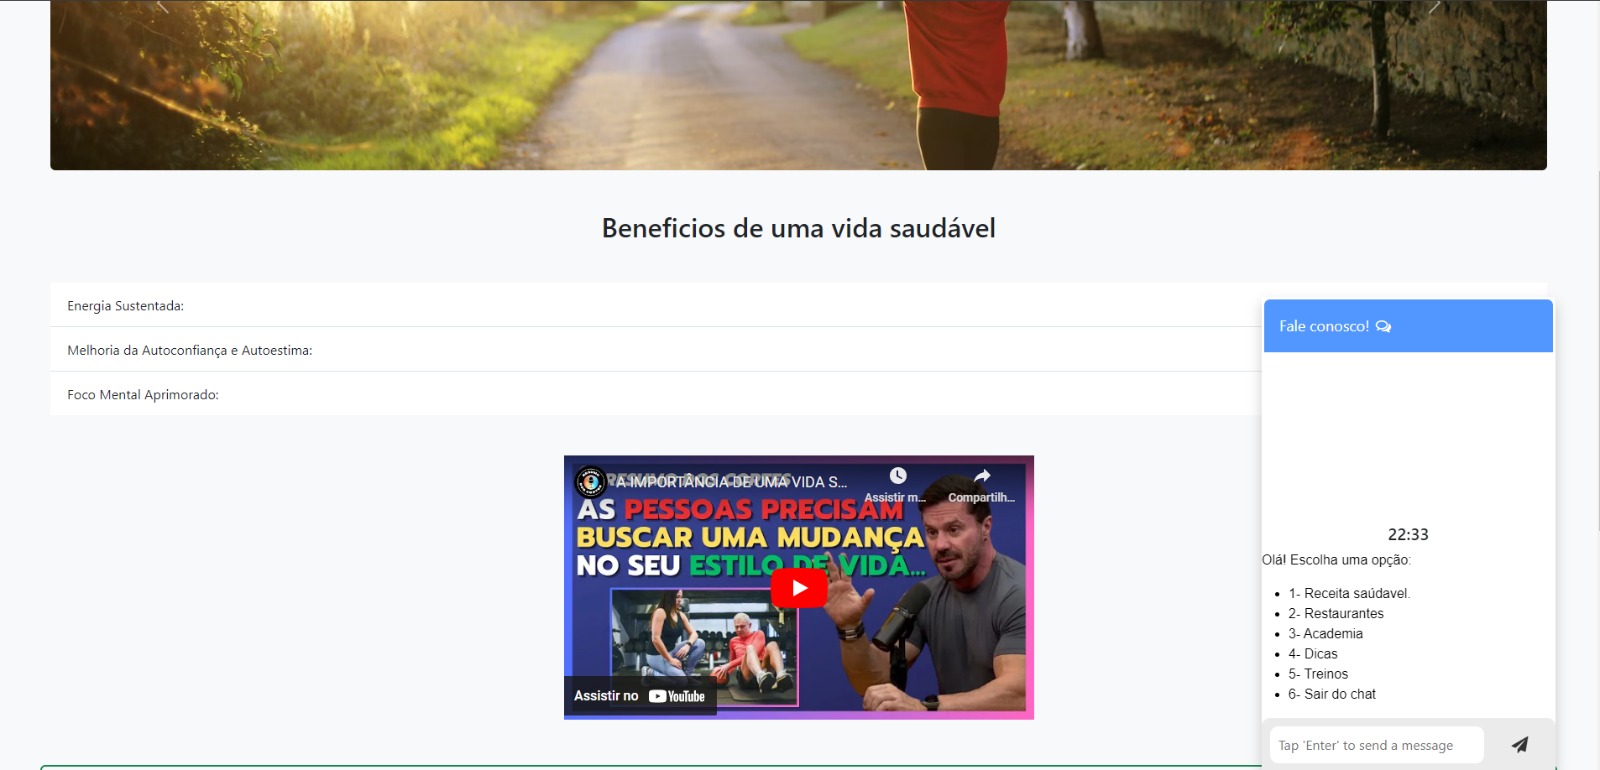 Beneficios de uma vida saudável
Energia Sustentada:
Melhoria da Autoconfiança e Autoestima:
Foco Mental Aprimorado:
A IMPORTÂNCIA DE UMA VIDA S...
Assistir m...
Compartilh...
AS PESSOAS PRECISAM
BUSCAR UMA MUDANÇA
NO SEU ESTILO DE VIDA...
Assistir no YouTube
Fale conosco!
22:33
Olá! Escolha uma opção:
1- Receita saúdavel.
2- Restaurantes
3- Academia
4- Dicas
5- Treinos
6- Sair do chat
Tap 'Enter' to send a message